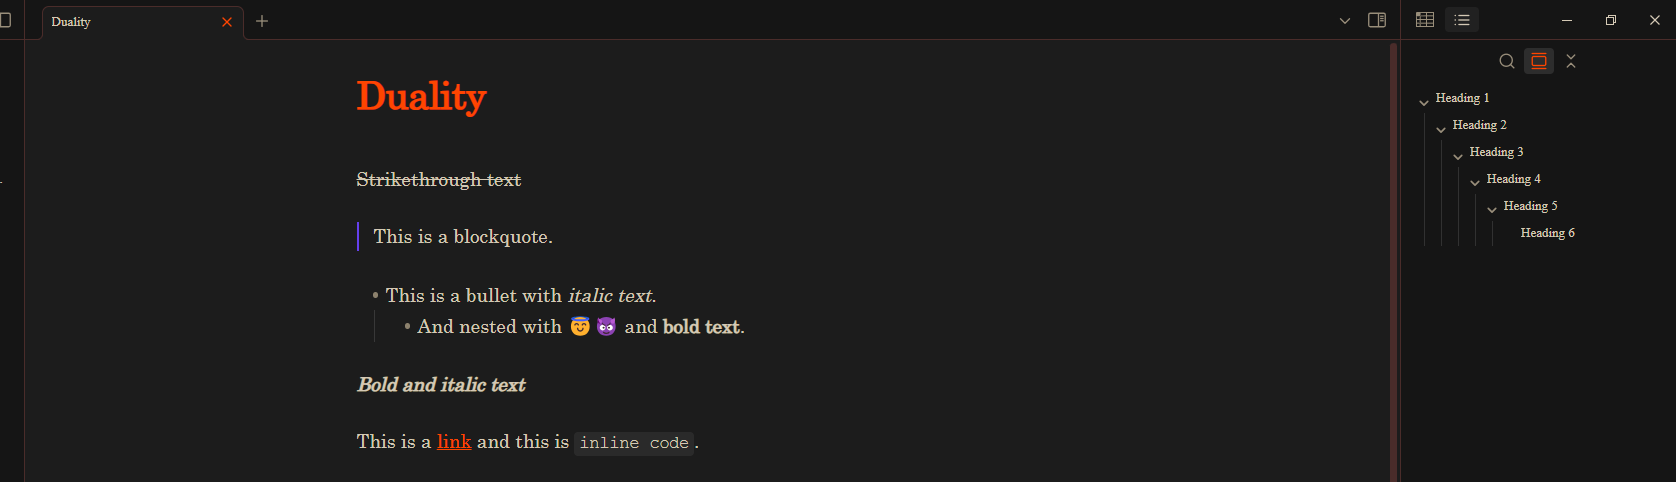 Duality
Duality
Strikethrough text
This is a blockquote.
This is a bullet with italic text.
And nested with 😇😈 and bold text.
Bold and italic text
This is a link and this is inline code.
Heading 1
Heading 2
Heading 3
Heading 4
Heading 5
Heading 6